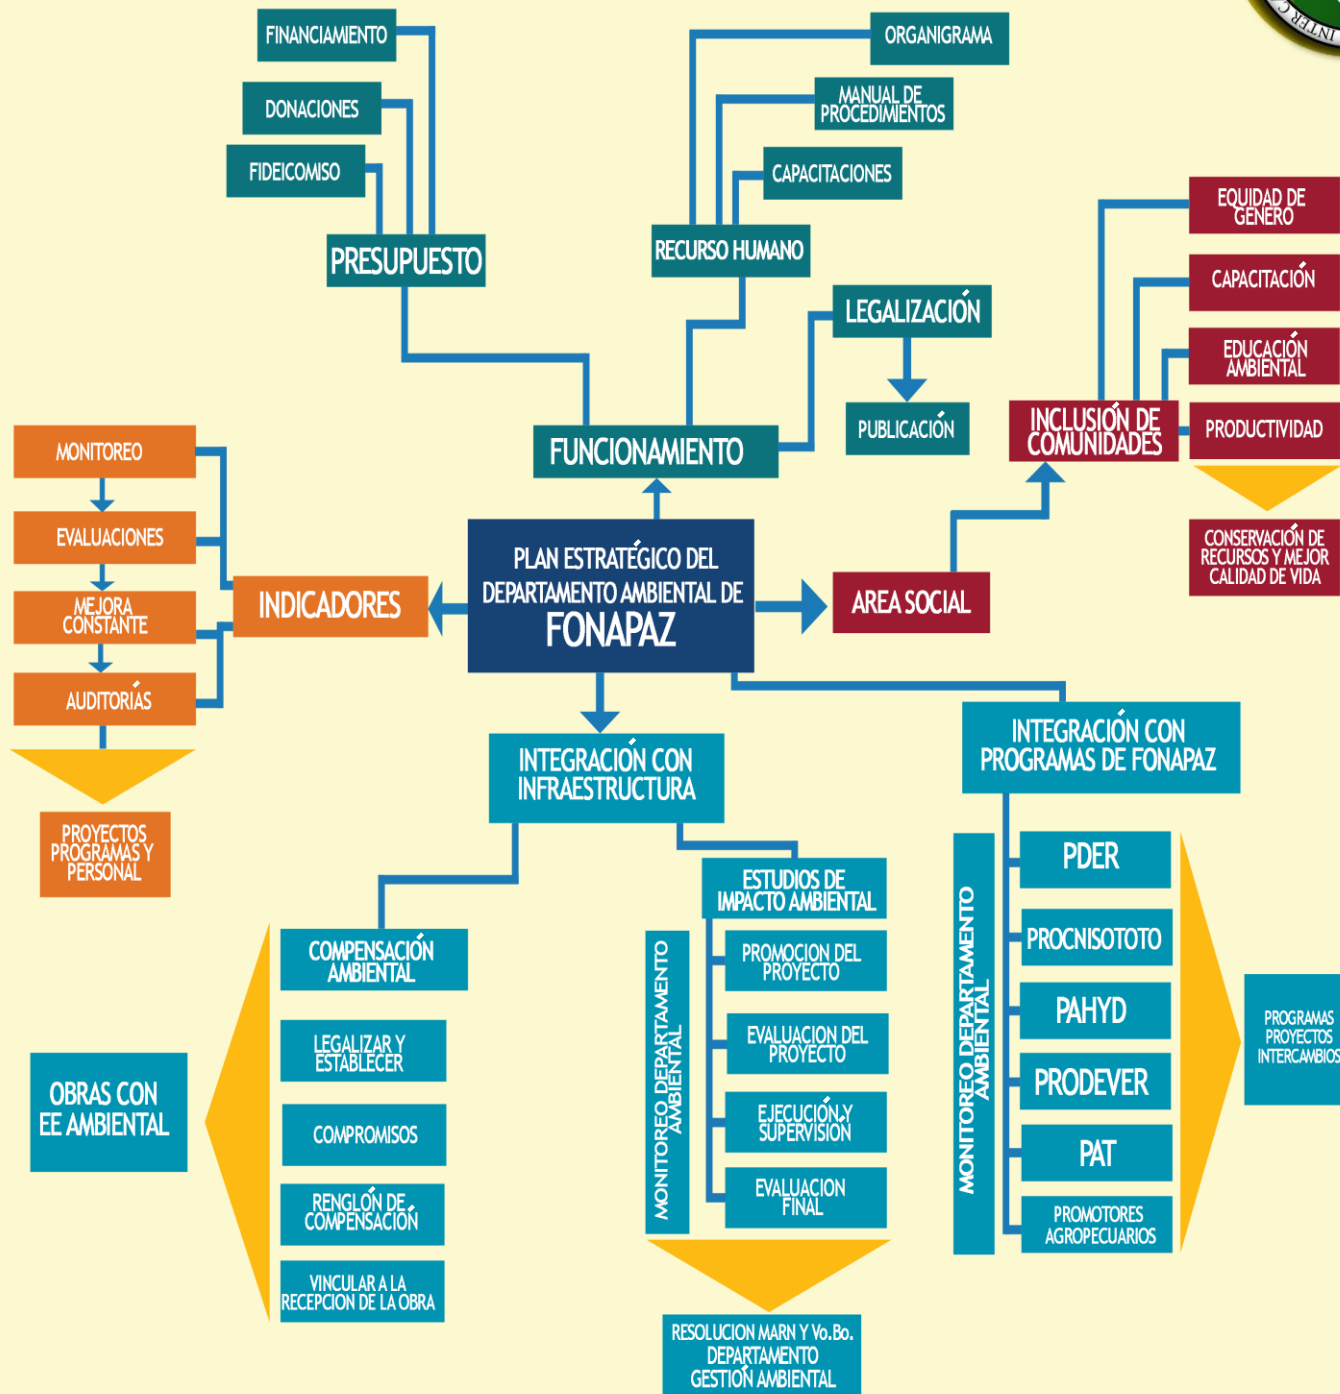 INTER CA
FINANCIAMIENTO
DONACIONES
FIDEICOMISO
PRESUPUESTO
ORGANIGRAMA
MANUAL DE
PROCEDIMIENTOS
CAPACITACIONES
RECURSO HUMANO
LEGALIZACIÓN
PUBLICACIÓN
FUNCIONAMIENTO
EQUIDAD DE
GÉNERO
CAPACITACIÓN
EDUCACIÓN
AMBIENTAL
PRODUCTIVIDAD
INCLUSIÓN DE
COMUNIDADES
CONSERVACIÓN DE
RECURSOS Y MEJOR
CALIDAD DE VIDA
AREA SOCIAL
PLAN ESTRATÉGICO DEL
DEPARTAMENTO AMBIENTAL DE
FONAPAZ
INDICADORES
MONITOREO
EVALUACIONES
MEJORA
CONSTANTE
AUDITORÍAS
PROYECTOS
PROGRAMAS Y
PERSONAL
INTEGRACIÓN CON
INFRAESTRUCTURA
COMPENSACIÓN
AMBIENTAL
LEGALIZAR Y
ESTABLECER
COMPROMISOS
RENGLÓN DE
COMPENSACIÓN
VINCULAR A LA
RECEPCIÓN DE LA OBRA
OBRAS CON
EE AMBIENTAL
ESTUDIOS DE
IMPACTO AMBIENTAL
PROMOCION DEL
PROYECTO
EVALUACION DEL
PROYECTO
EJECUCIÓN Y
SUPERVISIÓN
EVALUACION
FINAL
MONITOREO DEPARTAMENTO
AMBIENTAL
RESOLUCION MARN Y Vo.Bo.
DEPARTAMENTO
GESTIÓN AMBIENTAL
INTEGRACIÓN CON
PROGRAMAS DE FONAPAZ
MONITOREO DEPARTAMENTO
AMBIENTAL
PDER
PROCNISOTOTO
PAHYD
PRODEVER
PAT
PROMOTORES
AGROPECUARIOS
PROGRAMAS
PROYECTOS
INTERCAMBIOS